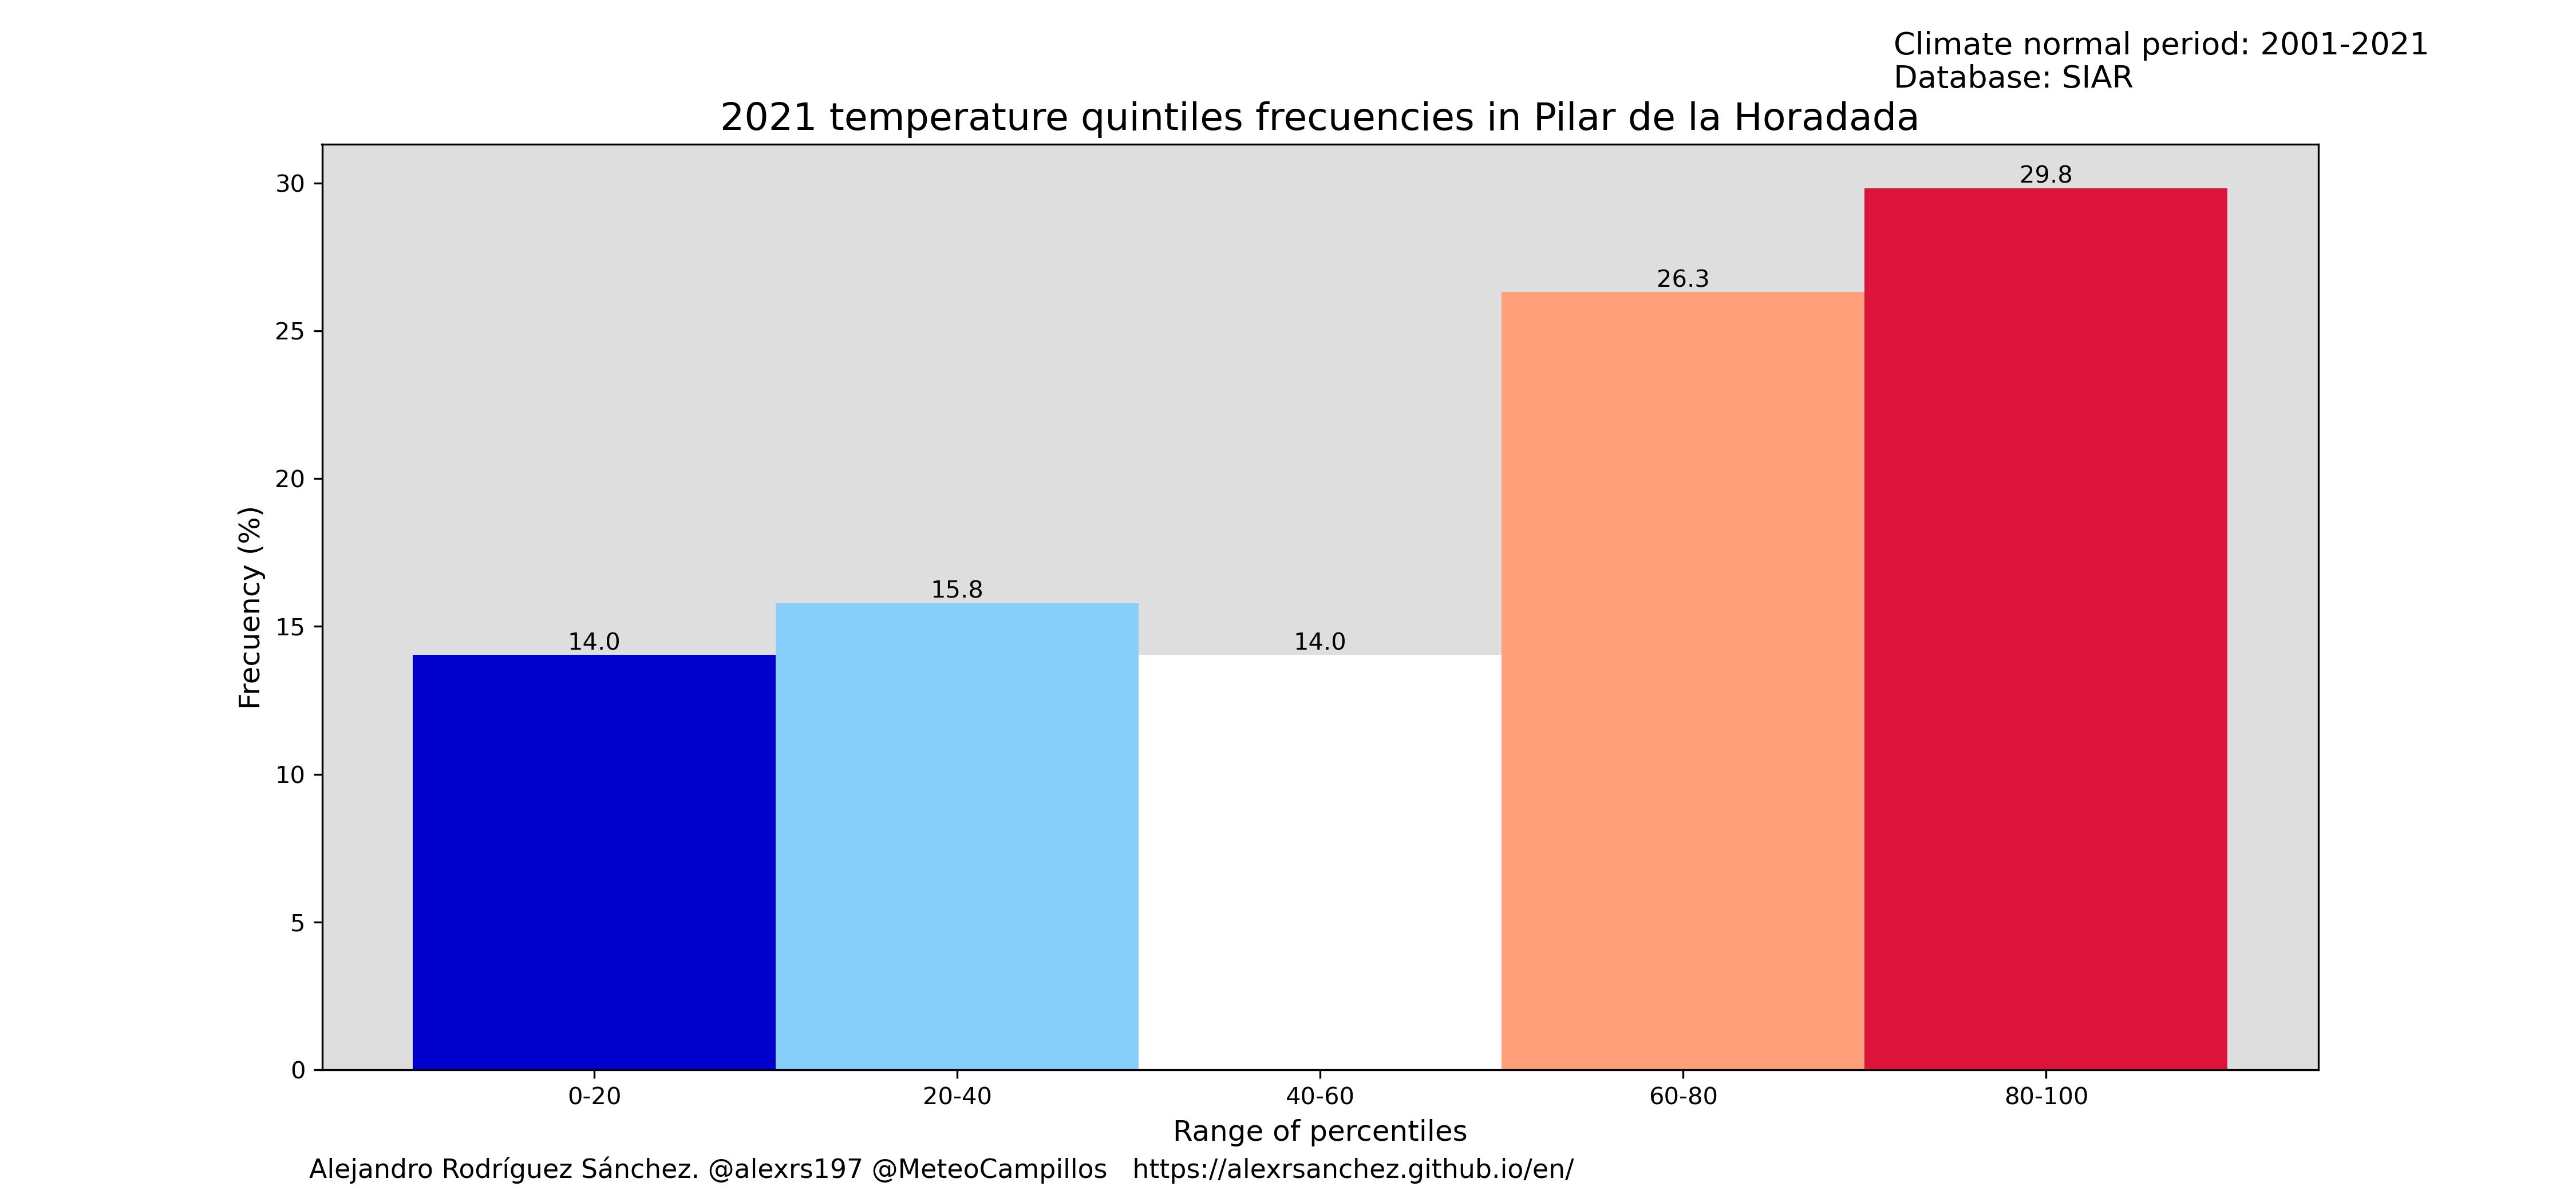 Climate normal period: 2001-2021
Database: SIAR
2021 temperature quintiles frecuencies in Pilar de la Horadada
30
25
20
15
10
5
0
Frecuency (%)
14.0
15.8
14.0
26.3
29.8
0-20
20-40
40-60
60-80
80-100
Range of percentiles
Alejandro Rodríguez Sánchez. @alexrs197 @MeteoCampillos   https://alexrsanchez.github.io/en/